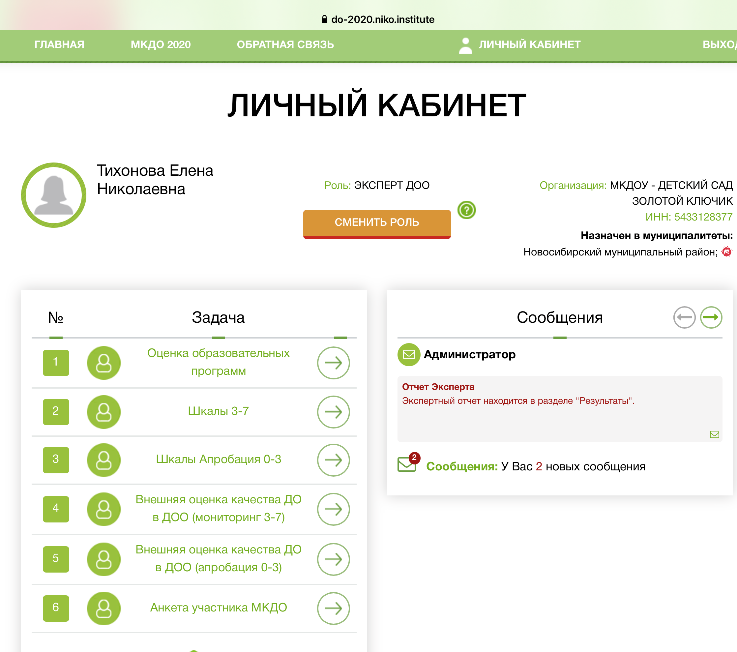 do-2020.niko.institute
ГЛАВНАЯ МКДО 2020 ОБРАТНАЯ СВЯЗЬ ЛИЧНЫЙ КАБИНЕТ ВЫХОД
ЛИЧНЫЙ КАБИНЕТ
Тихонова Елена
Николаевна
Роль: ЭКСПЕРТ ДОО
СМЕНИТЬ РОЛЬ
?
Организация: МКДОУ - ДЕТСКИЙ САД
ЗОЛОТОЙ КЛЮЧИК
ИНН: 5433128377
Назначен в муниципалитеты:
Новосибирский муниципальный район;
№ Задача
1 Оценка образовательных
программ
2 Шкалы 3-7
3 Шкалы Апробация 0-3
4 Внешняя оценка качества ДО
в ДОО (мониторинг 3-7)
5 Внешняя оценка качества ДО
в ДОО (апробация 0-3)
6 Анкета участника МКДО
Сообщения
Администратор
Отчет Эксперта
Экспертный отчет находится в разделе "Результаты".
2
Сообщения: У Вас 2 новых сообщения